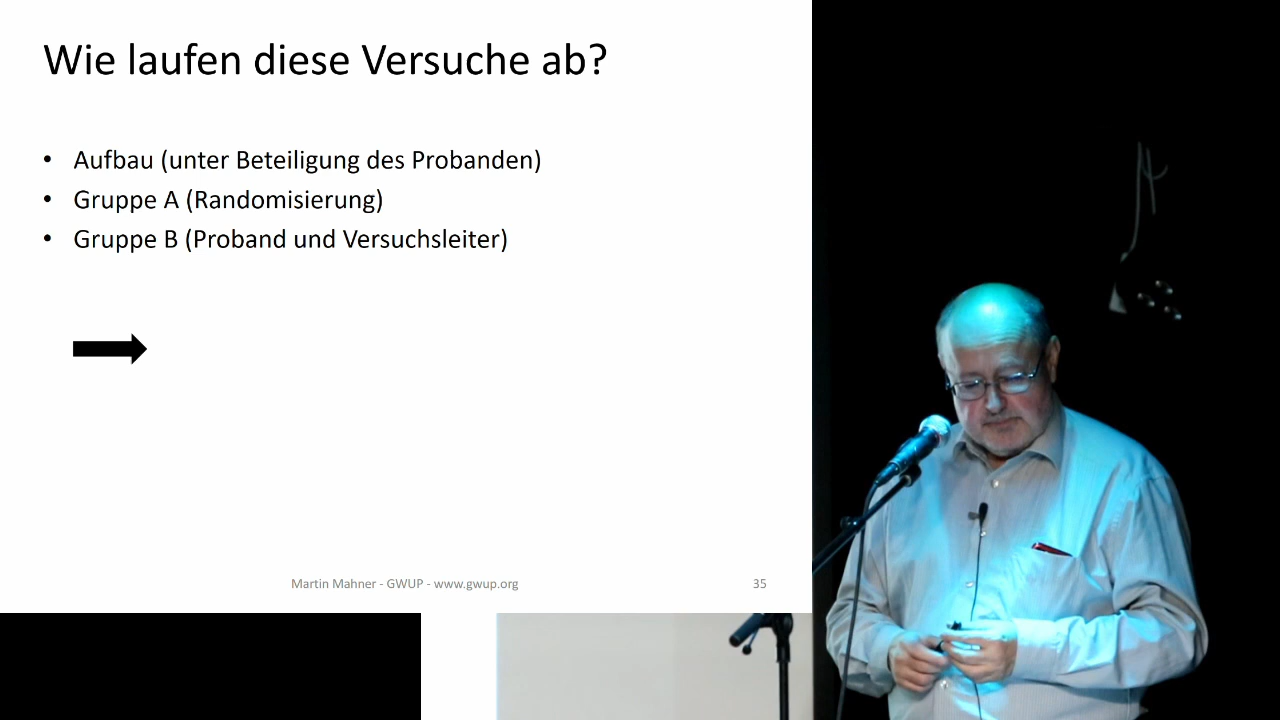 Wie laufen diese Versuche ab?
• Aufbau (unter Beteiligung des Probanden)
• Gruppe A (Randomisierung)
• Gruppe B (Proband und Versuchsleiter)
Martin Mahner - GWUP - www.gwup.org
35